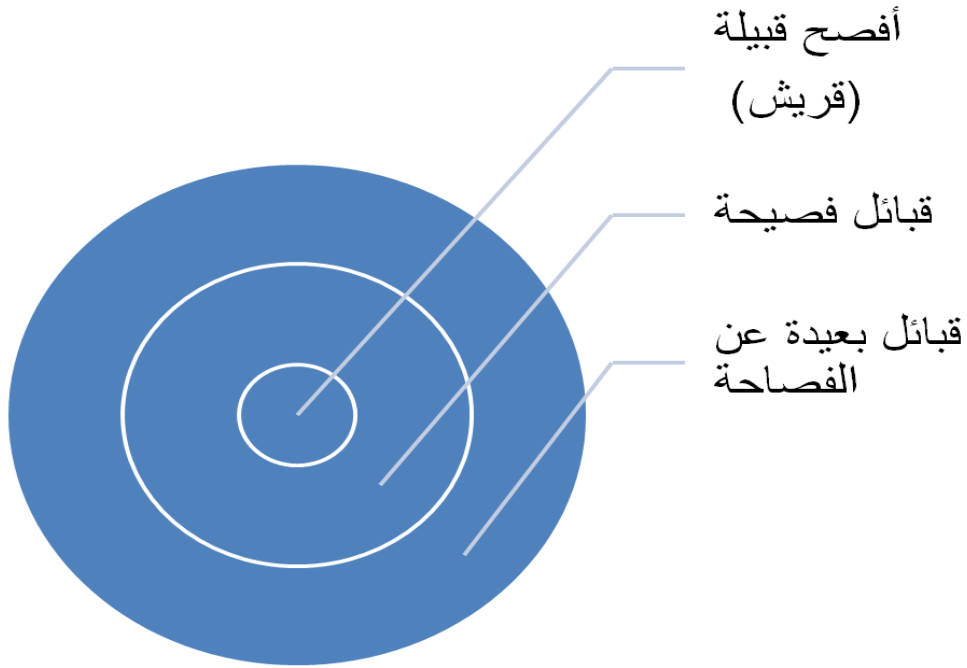 أفصح قبيلة
(قريش)
قبائل فصيحة
قبائل بعيدة عن
الفصاحة